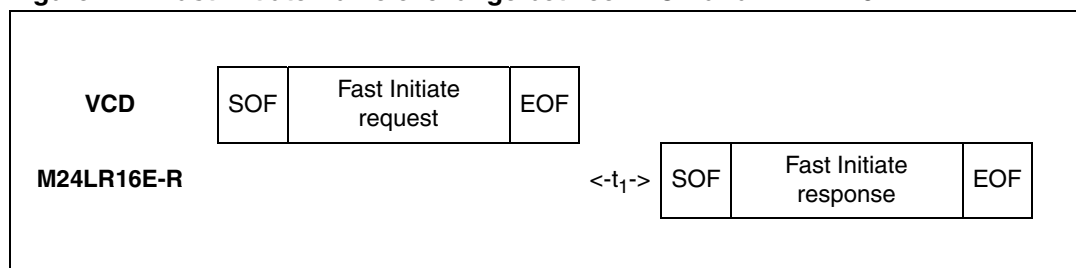 VCD SOF Fast Initiate request EOF
M24LR16E-R <-t1-> SOF Fast Initiate response EOF